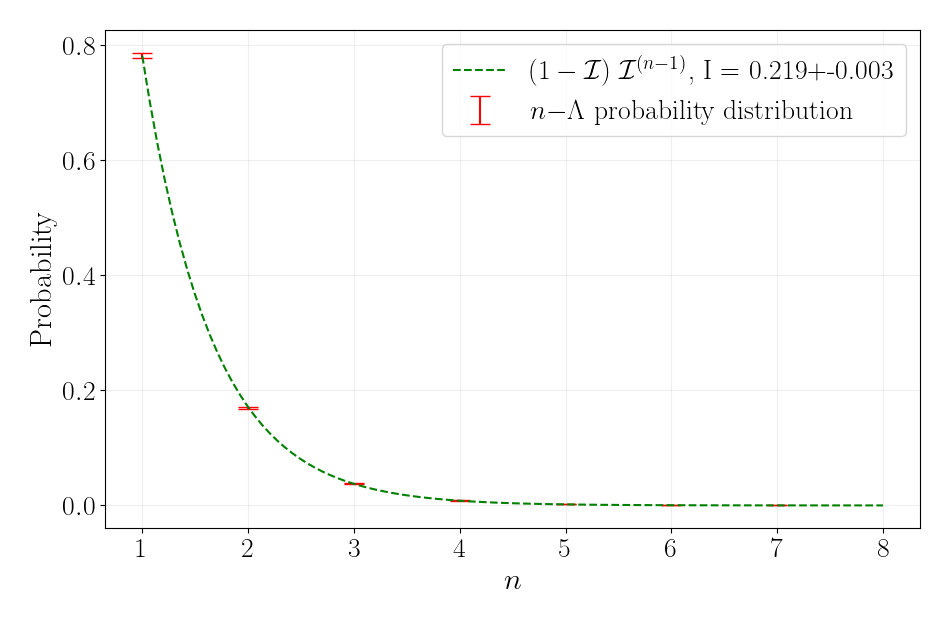 (1 − ℐ) ℐ^(n−1), I = 0.219+-0.003
n−Λ probability distribution
Probability
0.8
0.6
0.4
0.2
0.0
1 2 3 4 5 6 7 8
n